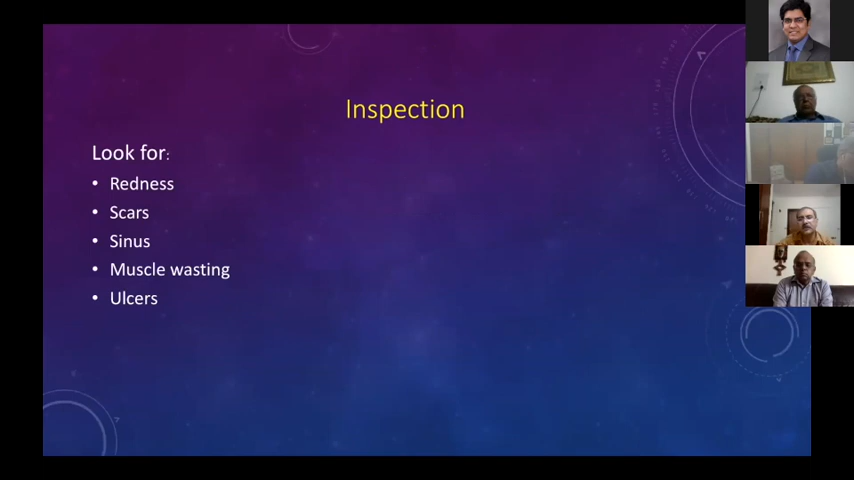 Inspection
Look for:
• Redness
• Scars
• Sinus
• Muscle wasting
• Ulcers